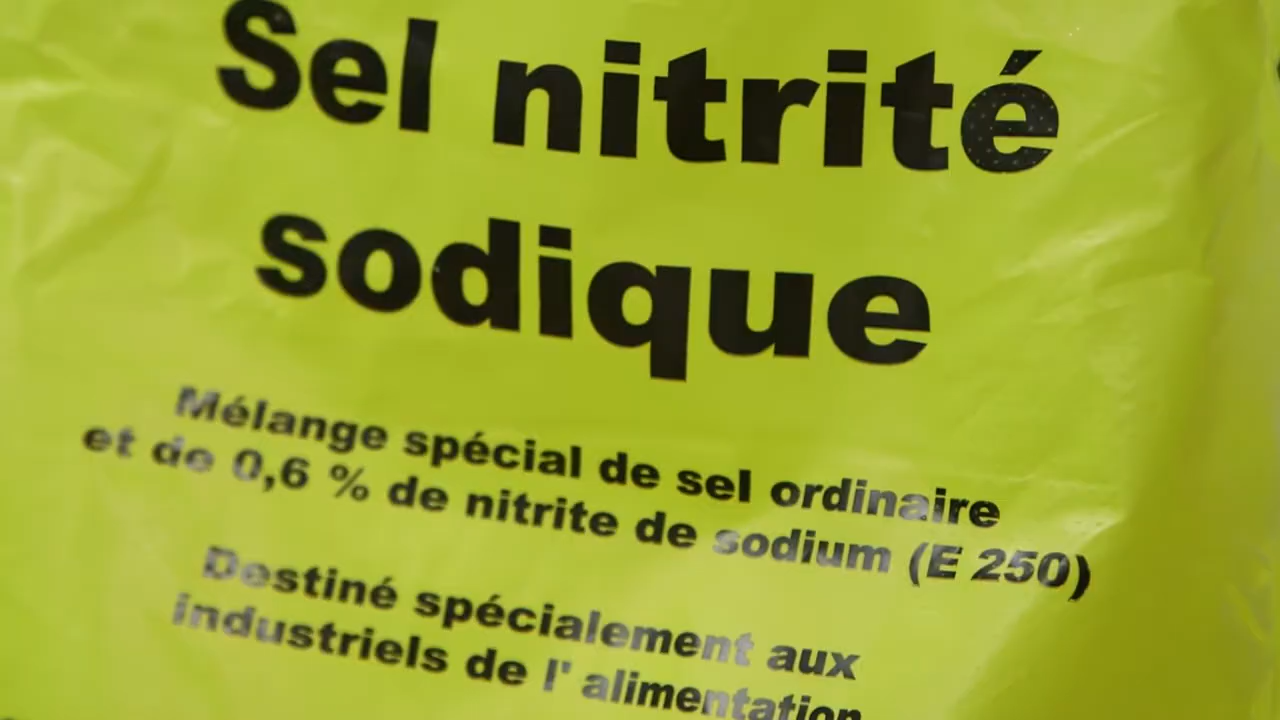 Sel nitrité
sodique
Mélange spécial de sel ordinaire
et de 0,6 % de nitrite de sodium (E 250)
Destiné spécialement aux
industriels de l' alimentation